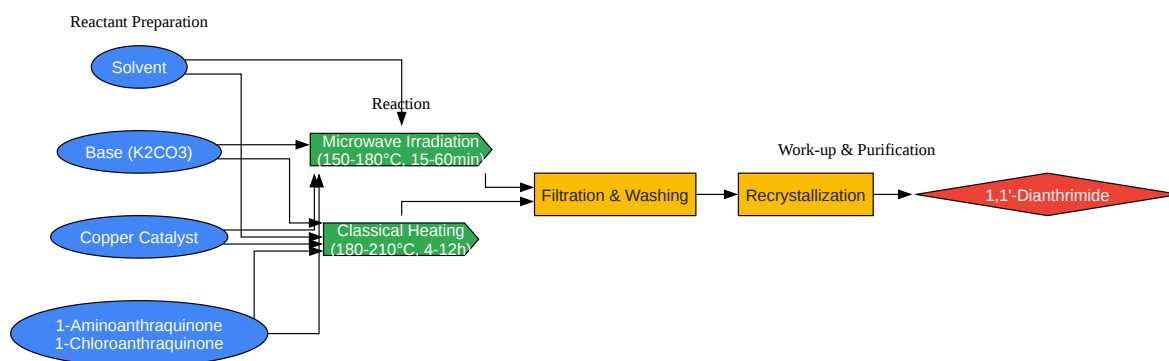 Reactant Preparation
Solvent
Reaction
Base (K2CO3)
Microwave Irradiation
(150-180°C, 15-60min)
Work-up & Purification
Filtration & Washing
Recrystallization
1,1'-Dianthrimide
Copper Catalyst
Classical Heating
(180-210°C, 4-12h)
1-Aminoanthraquinone
1-Chloroanthraquinone